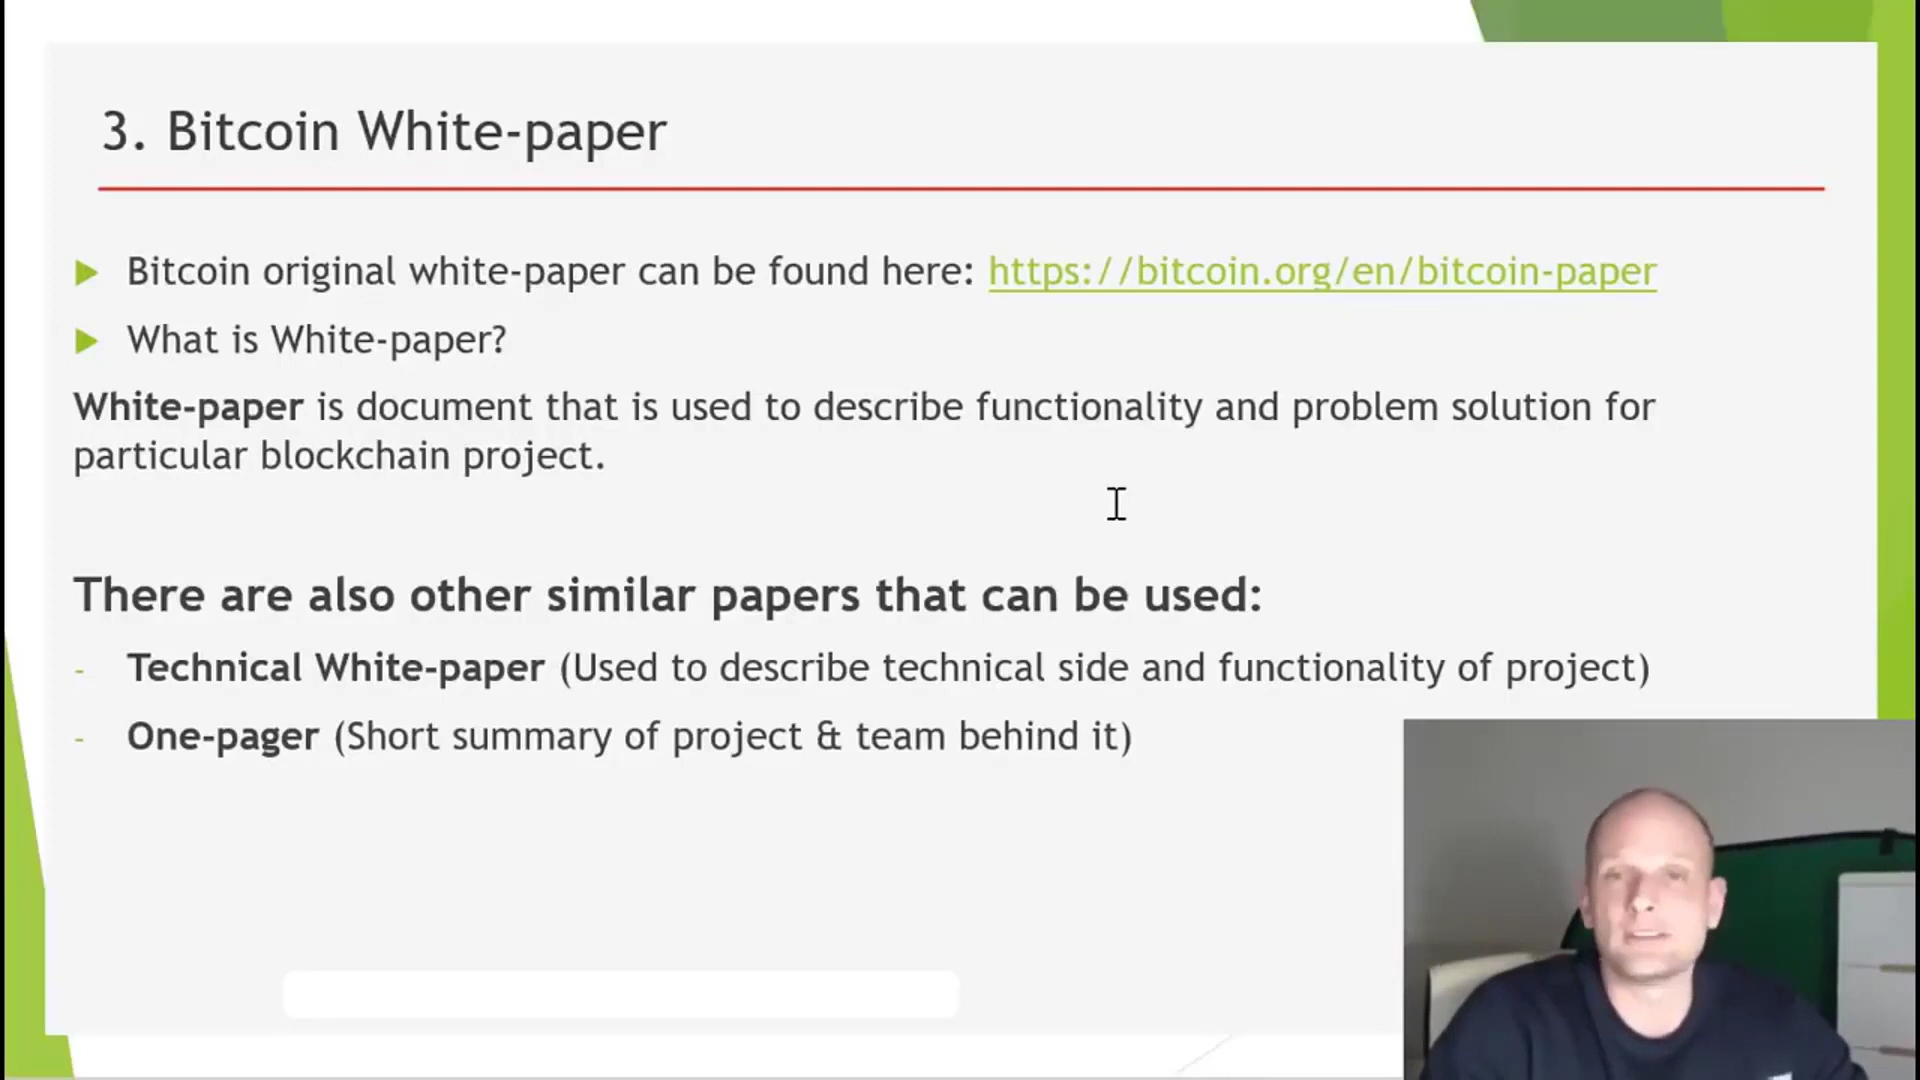 3. Bitcoin White-paper
Bitcoin original white-paper can be found here: https://bitcoin.org/en/bitcoin-paper
What is White-paper?
White-paper is document that is used to describe functionality and problem solution for
particular blockchain project.
There are also other similar papers that can be used:
- Technical White-paper (Used to describe technical side and functionality of project)
- One-pager (Short summary of project & team behind it)